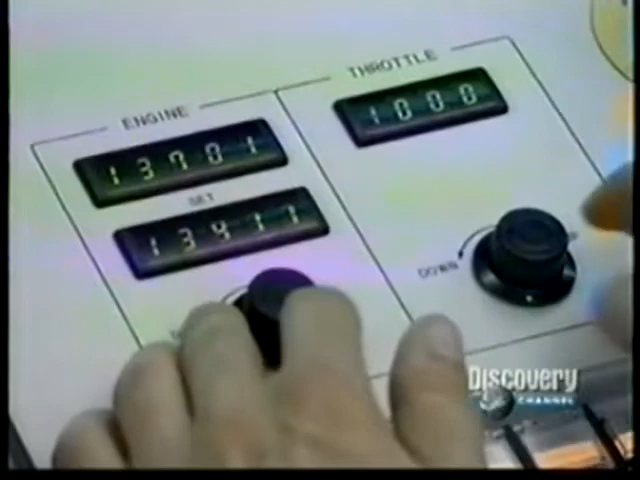 ENGINE
13701
SET
13417
THROTTLE
1000
DOWN
Discovery
CHANNEL